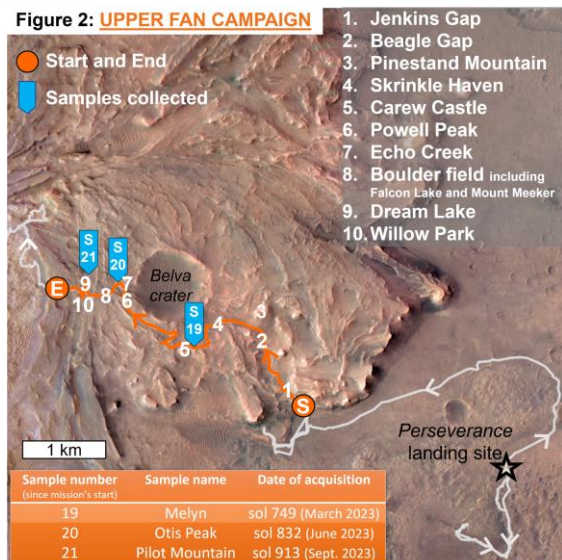 Figure 2: UPPER FAN CAMPAIGN
Start and End
Samples collected
1. Jenkins Gap
2. Beagle Gap
3. Pinestand Mountain
4. Skrinkle Haven
5. Carew Castle
6. Powell Peak
7. Echo Creek
8. Boulder field including
Falcon Lake and Mount Meeker
9. Dream Lake
10. Willow Park
S
21
S
20
E
9
10
8
7
6
Belva
crater
S
19
5
4
3
2
1
S
Perseverance
landing site
1 km
Sample number Sample name Date of acquisition
(since mission's start)
19 Melyn sol 749 (March 2023)
20 Otis Peak sol 832 (June 2023)
21 Pilot Mountain sol 913 (Sept. 2023)